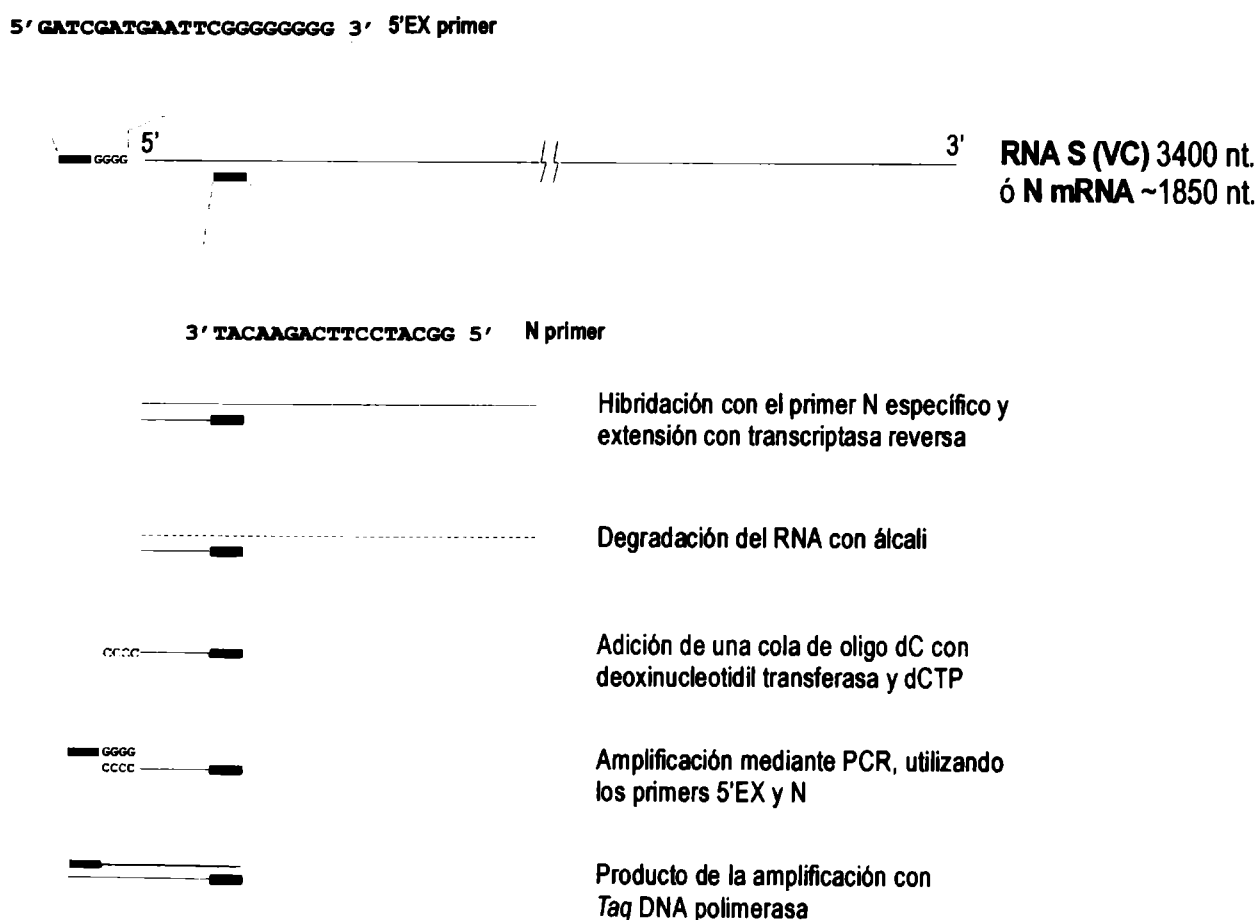 5' GATCGATGAATTCGGGGGGGG 3' 5'EX primer
5'
3'
GGGG
RNA S (VC) 3400 nt.
ó N mRNA ~1850 nt.
3' TACAAGACTTCCTACGG 5' N primer
Hibridación con el primer N específico y
extensión con transcriptasa reversa
Degradación del RNA con álcali
CCCC
Adición de una cola de oligo dC con
deoxinucleotidil transferasa y dCTP
GGGG
CCCC
Amplificación mediante PCR, utilizando
los primers 5'EX y N
Producto de la amplificación con
Taq DNA polimerasa